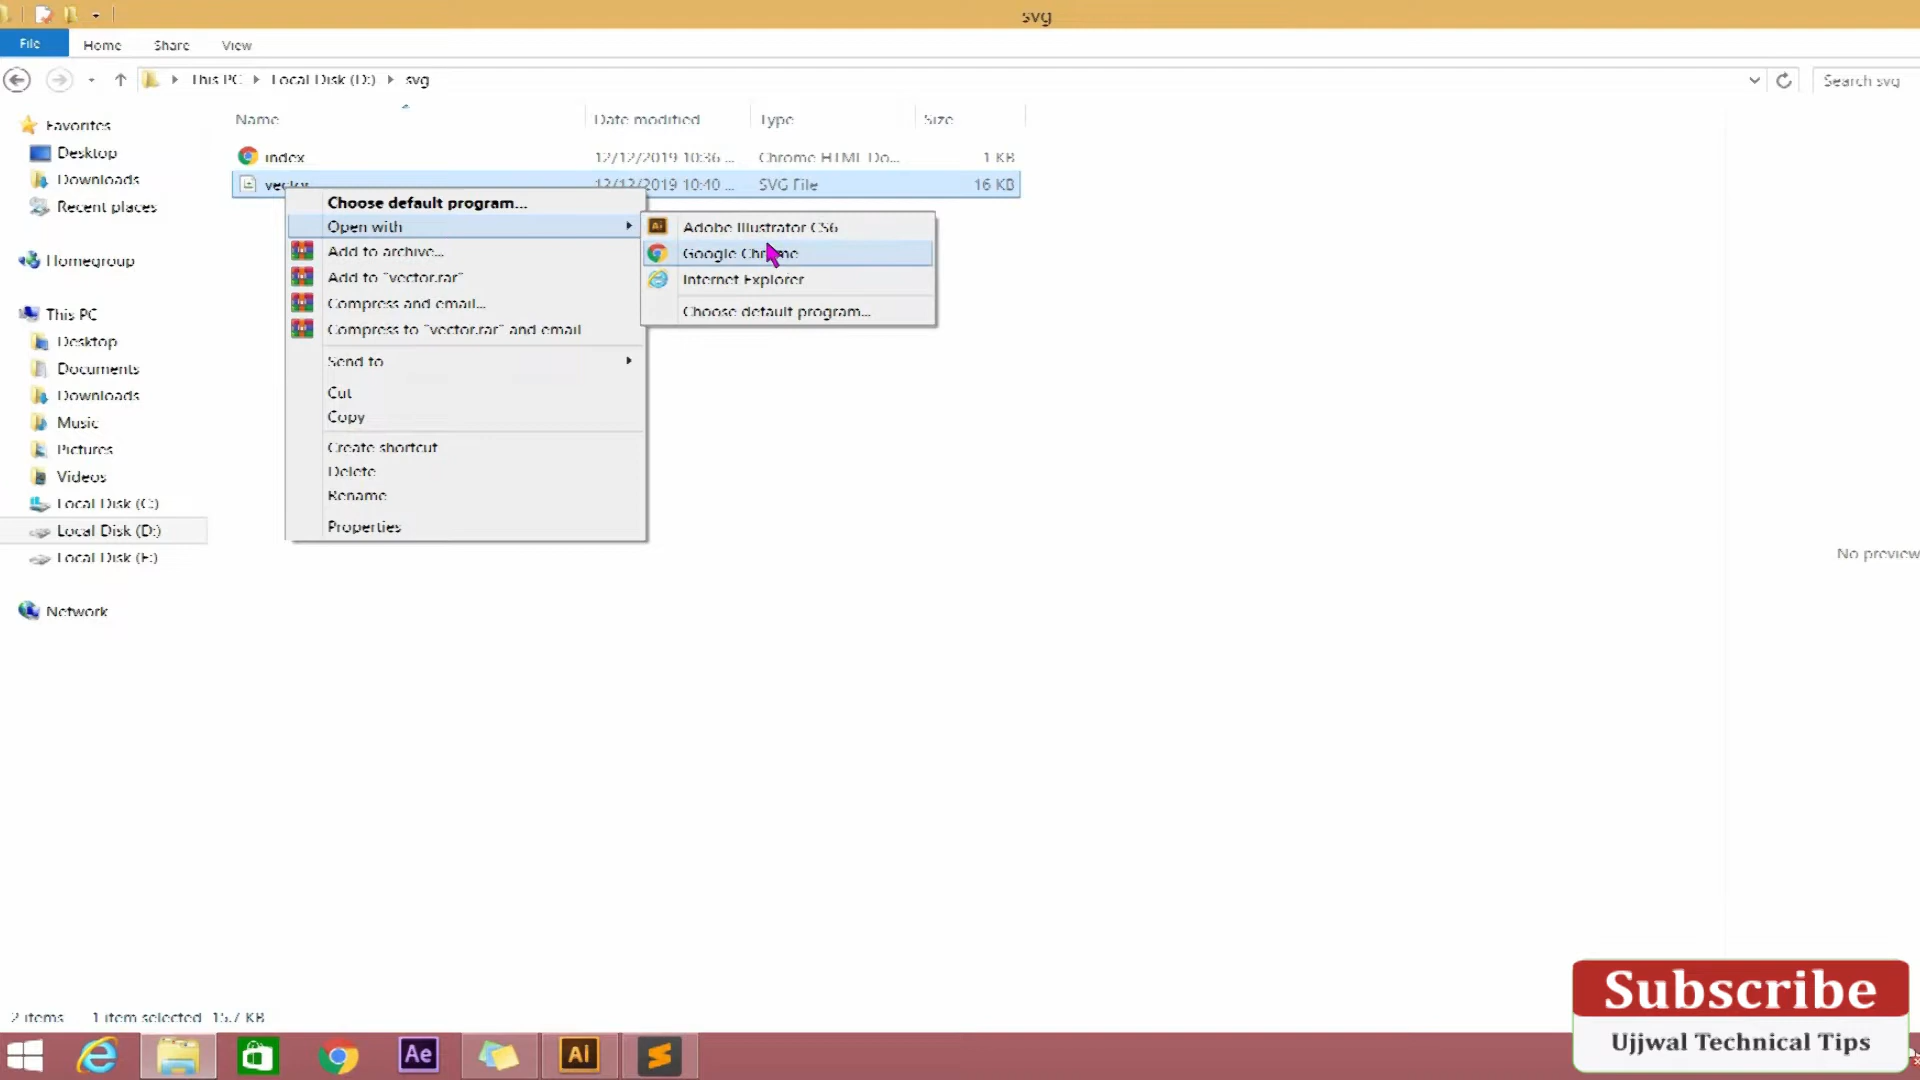 svg
File Home Share View
This PC Local Disk (D:) svg Search svg
Name Date modified Type Size
index 12/12/2019 10:36 ... Chrome HTML Do... 1 KB
vector 12/12/2019 10:40 ... SVG File 16 KB
Favorites
Desktop
Downloads
Recent places
Homegroup
This PC
Desktop
Documents
Downloads
Music
Pictures
Videos
Local Disk (C:)
Local Disk (D:)
Local Disk (E:)
Network
Choose default program...
Open with
Add to archive...
Add to "vector.rar"
Compress and email...
Compress to "vector.rar" and email
Send to
Cut
Copy
Create shortcut
Delete
Rename
Properties
Adobe Illustrator CS6
Google Chrome
Internet Explorer
Choose default program...
No preview
2 items 1 item selected 15.7 KB
Ae
Ai
Subscribe
Ujjwal Technical Tips